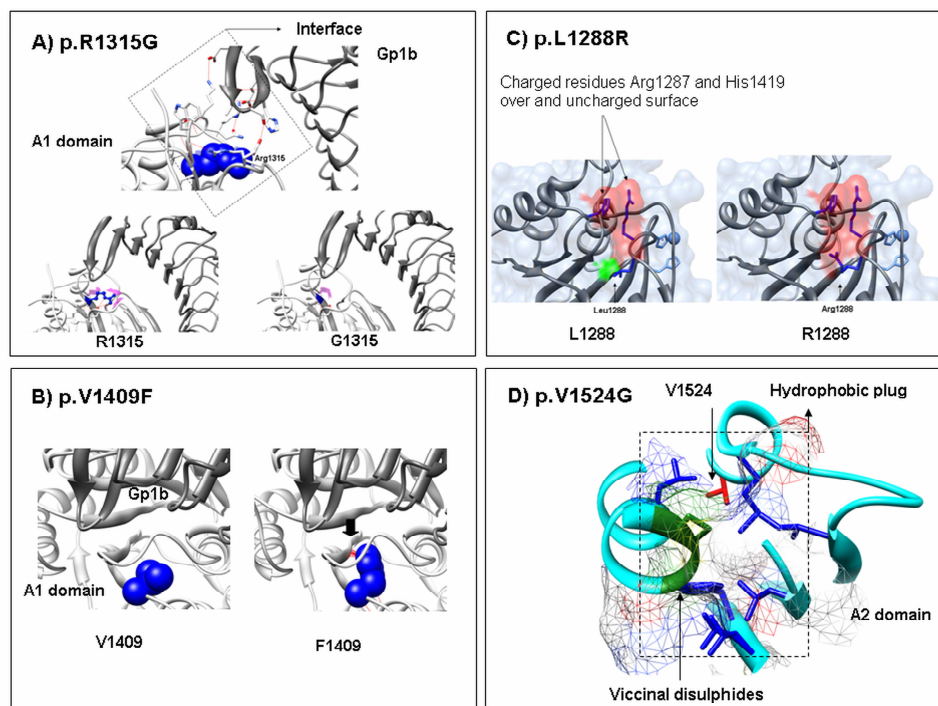 A) p.R1315G
Interface
Gp1b
A1 domain
Arg1315
R1315
G1315
B) p.V1409F
Gp1b
A1 domain
V1409
F1409
C) p.L1288R
Charged residues Arg1287 and His1419
over and uncharged surface
Leu1288
Arg1288
L1288
R1288
D) p.V1524G
V1524
Hydrophobic plug
A2 domain
Viccinal disulphides